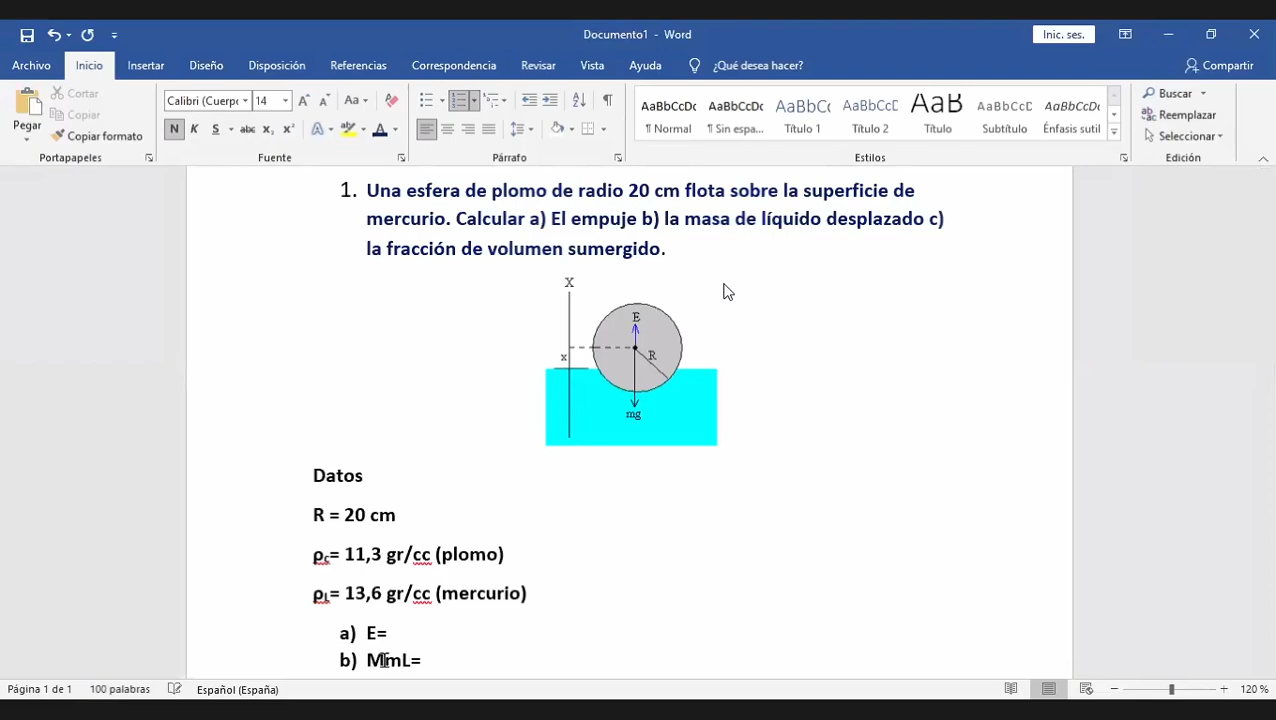 Documento1 - Word
Inic. ses.
Archivo Inicio Insertar Diseño Disposición Referencias Correspondencia Revisar Vista Ayuda ¿Qué desea hacer? Compartir
Pegar
Cortar
Copiar
Copiar formato
Portapapeles
Calibri (Cuerpo 14
N K S abc x₂ x²
Fuente
Párrafo
AaBbCcDc AaBbCcDc AaBbCc AaBbCcD AaB AaBbCcD AaBbCcDc
¶ Normal ¶ Sin espa... Título 1 Título 2 Título Subtítulo Énfasis sutil
Estilos
Buscar
Reemplazar
Seleccionar
Edición
1. Una esfera de plomo de radio 20 cm flota sobre la superficie de
mercurio. Calcular a) El empuje b) la masa de líquido desplazado c)
la fracción de volumen sumergido.
X
E
R
x
mg
Datos
R = 20 cm
ρc= 11,3 gr/cc (plomo)
ρL= 13,6 gr/cc (mercurio)
a) E=
b) MmL=
Página 1 de 1 100 palabras Español (España) 120 %